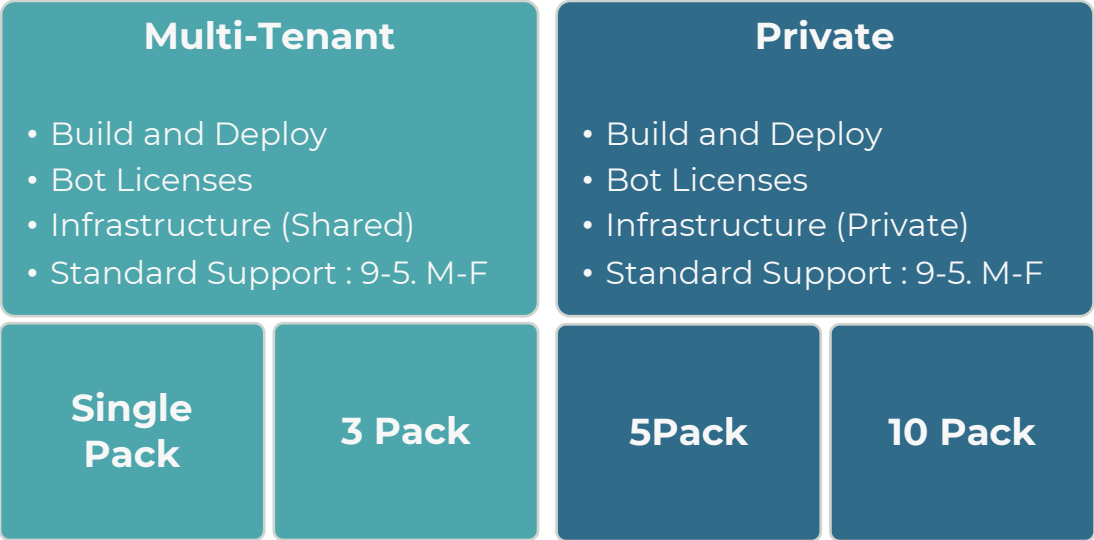 Multi-Tenant
• Build and Deploy
• Bot Licenses
• Infrastructure (Shared)
• Standard Support : 9-5. M-F
Private
• Build and Deploy
• Bot Licenses
• Infrastructure (Private)
• Standard Support : 9-5. M-F
Single
Pack
3 Pack
5Pack
10 Pack